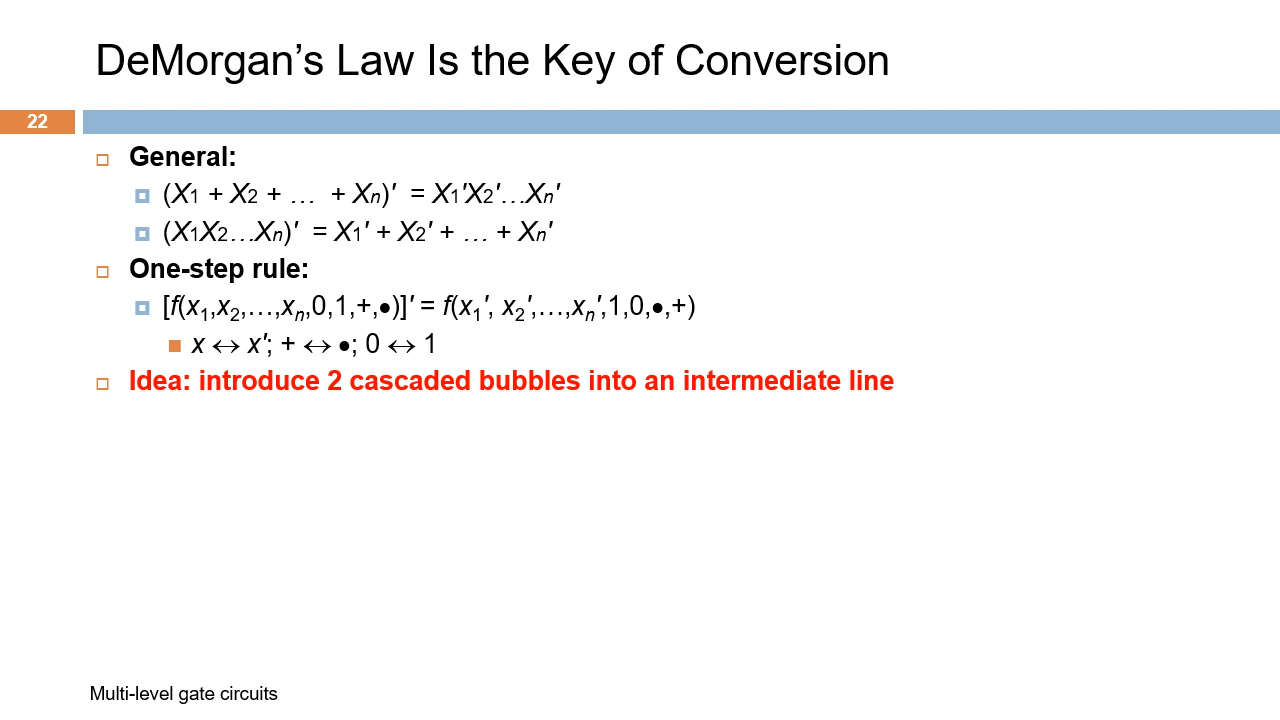 DeMorgan’s Law Is the Key of Conversion
22
General:
(X1 + X2 + … + Xn)′ = X1′X2′…Xn′
(X1X2…Xn)′ = X1′ + X2′ + … + Xn′
One-step rule:
[f(x₁,x₂,…,xₙ,0,1,+,●)]′ = f(x₁′, x₂′,…,xₙ′,1,0,●,+)
x ↔ x′; + ↔ ●; 0 ↔ 1
Idea: introduce 2 cascaded bubbles into an intermediate line
Multi-level gate circuits